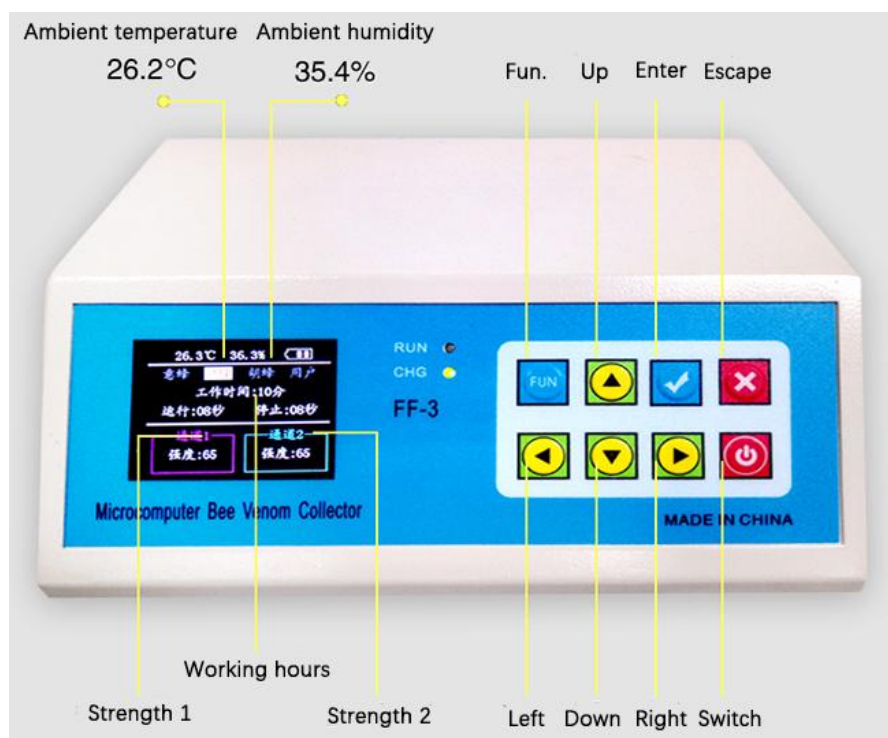 Ambient temperature Ambient humidity
26.2°C 35.4%
Fun. Up Enter Escape
26.3℃ 36.3%
意蜂 胡蜂 用户
工作时间:10分
运行:08秒 停止:08秒
通道1 通道2
强度:65 强度:65
RUN
CHG
FF-3
FUN
Microcomputer Bee Venom Collector
MADE IN CHINA
Working hours
Strength 1 Strength 2
Left Down Right Switch